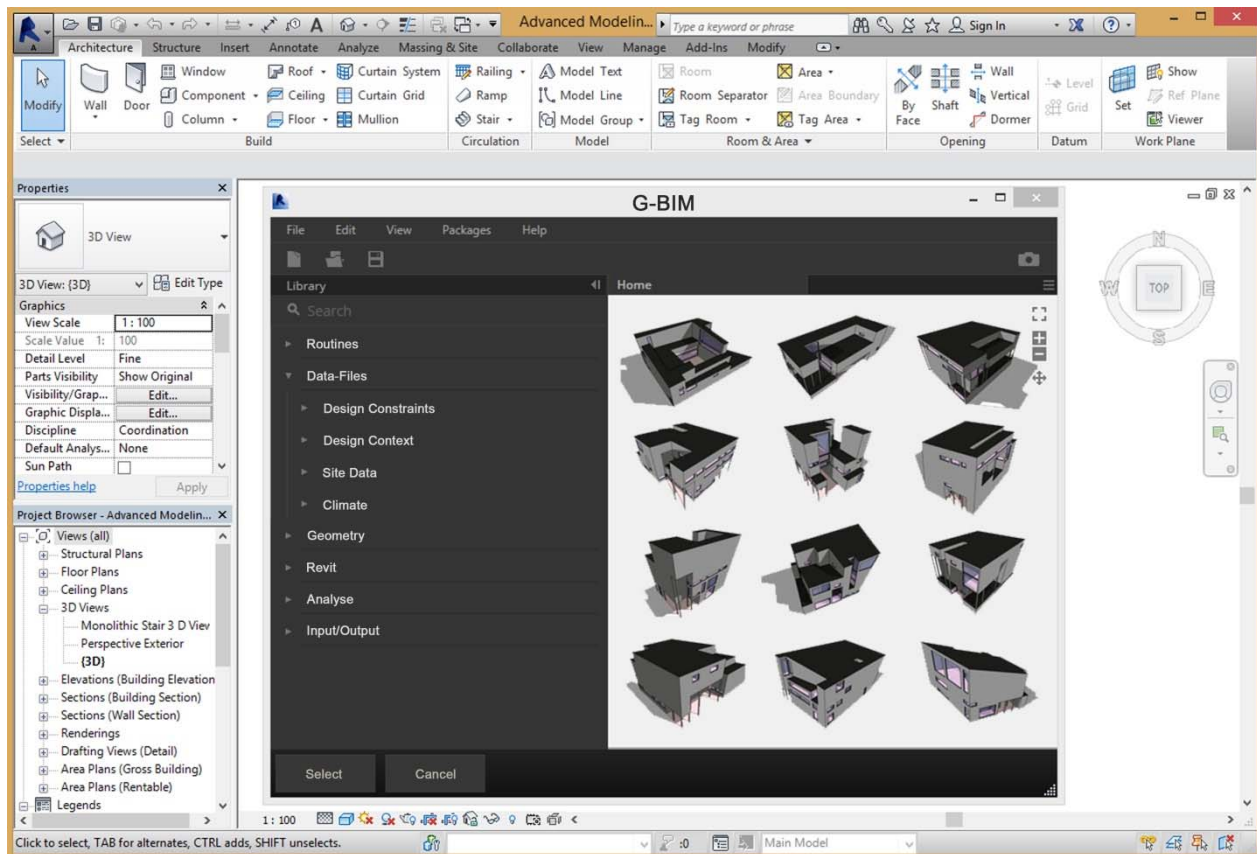 Advanced Modelin...
Type a keyword or phrase
Sign In
Architecture Structure Insert Annotate Analyze Massing & Site Collaborate View Manage Add-Ins Modify
Modify
Wall
Door
Window
Component
Column
Roof
Ceiling
Floor
Curtain System
Curtain Grid
Mullion
Railing
Ramp
Stair
Model Text
Model Line
Model Group
Room
Room Separator
Tag Room
Area
Area Boundary
Tag Area
By Face
Shaft
Wall
Vertical
Dormer
Level
Grid
Set
Show
Ref Plane
Viewer
Select Build Circulation Model Room & Area Opening Datum Work Plane
Properties
3D View
3D View: {3D} Edit Type
Graphics
View Scale 1 : 100
Scale Value 1: 100
Detail Level Fine
Parts Visibility Show Original
Visibility/Grap... Edit...
Graphic Displa... Edit...
Discipline Coordination
Default Analys... None
Sun Path
Properties help Apply
Project Browser - Advanced Modelin...
Views (all)
Structural Plans
Floor Plans
Ceiling Plans
3D Views
Monolithic Stair 3 D View
Perspective Exterior
{3D}
Elevations (Building Elevation
Sections (Building Section)
Sections (Wall Section)
Renderings
Drafting Views (Detail)
Area Plans (Gross Building)
Area Plans (Rentable)
Legends
G-BIM
File Edit View Packages Help
Library
Home
Search
Routines
Data-Files
Design Constraints
Design Context
Site Data
Climate
Geometry
Revit
Analyse
Input/Output
Select Cancel
N
W TOP E
S
1 : 100
Click to select, TAB for alternates, CTRL adds, SHIFT unselects.
:0
Main Model